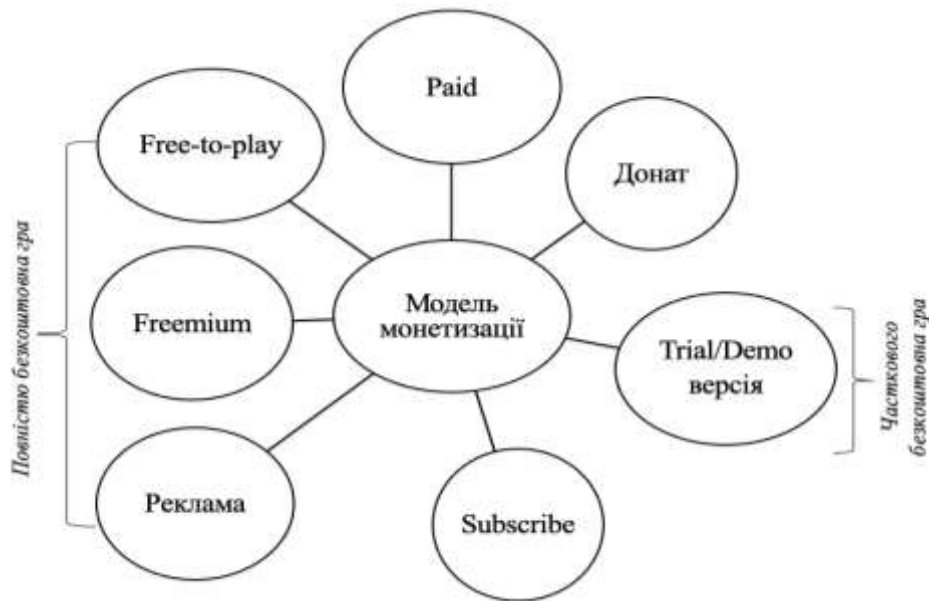 Paid
Free-to-play
Донат
Повністю безкоштовна гра
Freemium
Модель
монетизації
Trial/Demo
версія
Часткового
безкоштовна гра
Реклама
Subscribe